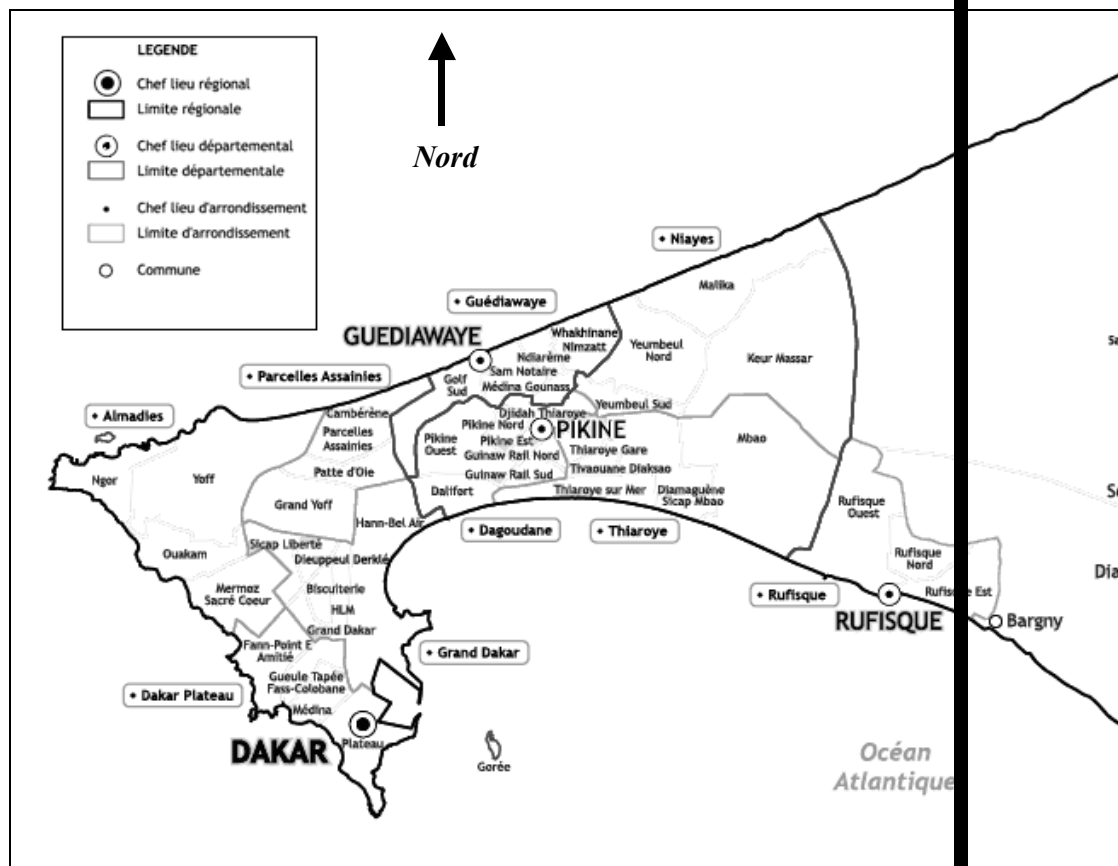 LEGENDE
Chef lieu régional
Limite régionale
Chef lieu départemental
Limite départementale
Chef lieu d'arrondissement
Limite d'arrondissement
Commune
Nord
Niayes
Malika
Guédiawaye
GUEDIAWAYE
Whakhinane
Nimzatt
Yeumbeul
Nord
Keur Massar
Ndiarème
Sam Notaire
Golf
Sud
Médina Gounass
Parcelles Assainies
Yeumbeul Sud
Almadies
Cambérène
Djidah Thiaroye
Pikine Nord
PIKINE
Parcelles
Assainies
Pikine
Ouest
Pikine Est
Guinaw Rail Nord
Thiaroye Gare
Mbao
Patte d'Oie
Guinaw Rail Sud
Tivaouane Diaksao
Ngor
Yoff
Dalifort
Thiaroye sur Mer
Diamaguène
Sicap Mbao
Grand Yoff
Hann-Bel Air
Rufisque
Ouest
Dagoudane
Thiaroye
Sicap Liberté
Ouakam
Dieuppeul Derklé
Rufisque
Nord
Mermoz
Sacré Coeur
Biscuiterie
HLM
Rufisque
Rufisque Est
RUFISQUE
Bargny
Grand Dakar
Fann-Point E
Amitié
Grand Dakar
Gueule Tapée
Fass-Colobane
Dakar Plateau
Médina
Plateau
DAKAR
Gorée
Océan
Atlantique
Dia